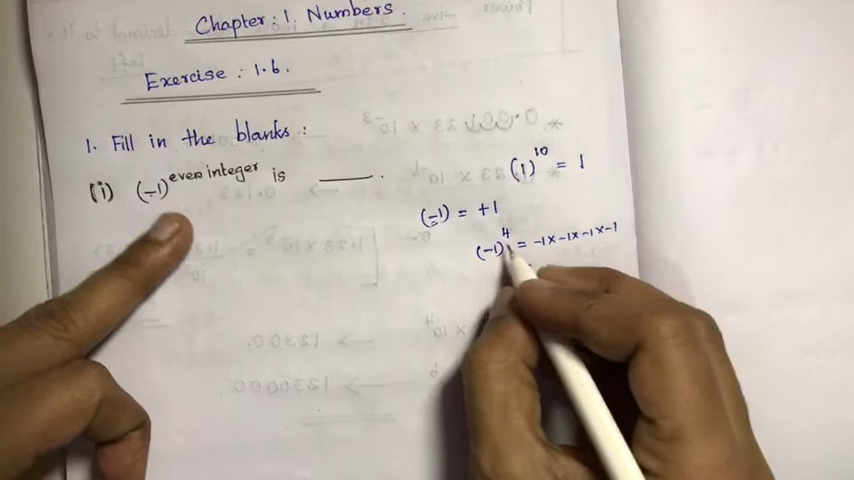 Chapter : 1. Numbers.
Exercise : 1.6.
1. Fill in the blanks :
(i) (-1)^even integer is ____.
(1)^10 = 1
(-1) = +1
(-1)^4 = -1 x -1 x -1 x -1